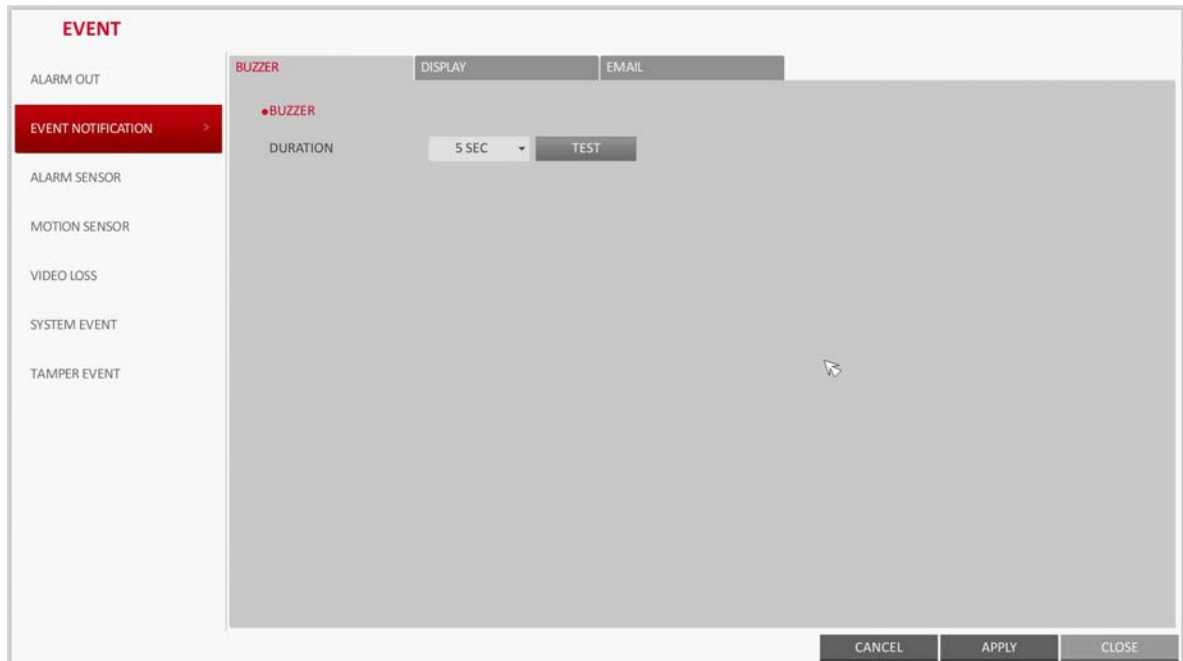 EVENT
ALARM OUT
EVENT NOTIFICATION >
ALARM SENSOR
MOTION SENSOR
VIDEO LOSS
SYSTEM EVENT
TAMPER EVENT
BUZZER DISPLAY EMAIL
●BUZZER
DURATION 5 SEC TEST
CANCEL APPLY CLOSE